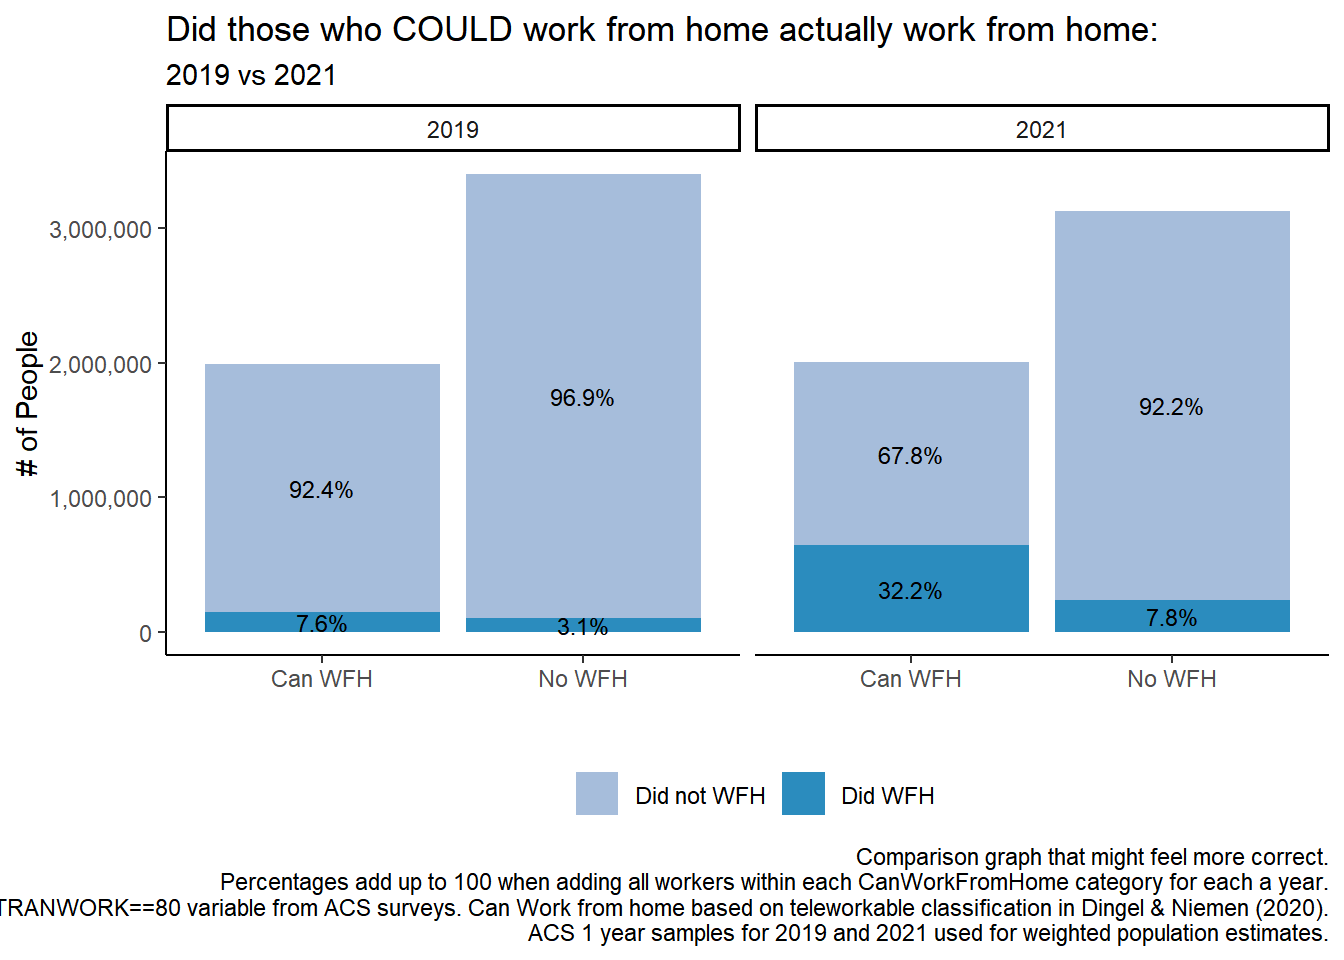 Did those who COULD work from home actually work from home:
2019 vs 2021
2019
2021
# of People
3,000,000
2,000,000
1,000,000
0
96.9%
92.4%
7.6%
3.1%
92.2%
67.8%
32.2%
7.8%
Can WFH
No WFH
Can WFH
No WFH
Did not WFH
Did WFH
Comparison graph that might feel more correct.
Percentages add up to 100 when adding all workers within each CanWorkFromHome category for each a year.
TRANWORK==80 variable from ACS surveys. Can Work from home based on teleworkable classification in Dingel & Niemen (2020).
ACS 1 year samples for 2019 and 2021 used for weighted population estimates.